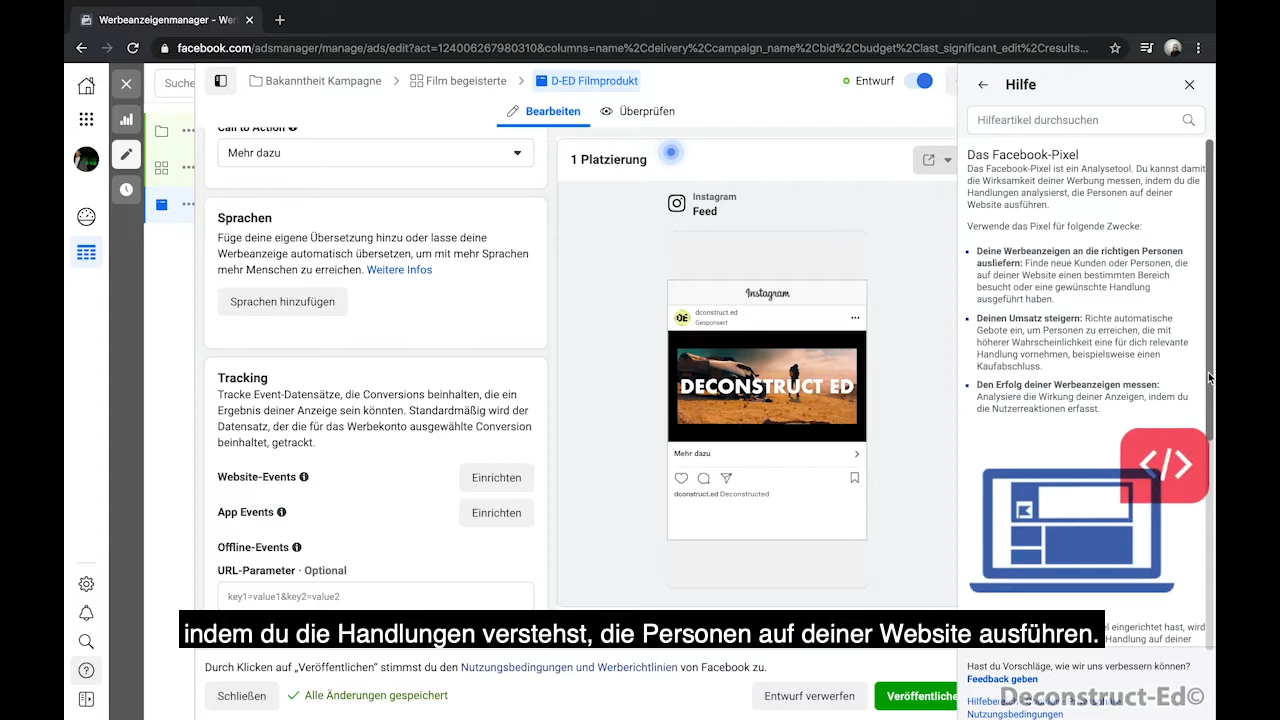 Werbeanzeigenmanager - Wer
facebook.com/adsmanager/manage/ads/edit?act=124006267980310&columns=name%2Cdelivery%2Ccampaign_name%2Cbid%2Cbudget%2Clast_significant_edit%2Cresults...
Suche
Bakanntheit Kampagne
Film begeisterte
D-ED Filmprodukt
Entwurf
Bearbeiten
Überprüfen
Call to Action
Mehr dazu
Sprachen
Füge deine eigene Übersetzung hinzu oder lasse deine
Werbeanzeige automatisch übersetzen, um mit mehr Sprachen
mehr Menschen zu erreichen. Weitere Infos
Sprachen hinzufügen
Tracking
Tracke Event-Datensätze, die Conversions beinhalten, die ein
Ergebnis deiner Anzeige sein könnten. Standardmäßig wird der
Datensatz, der die für das Werbekonto ausgewählte Conversion
beinhaltet, getrackt.
Website-Events
Einrichten
App Events
Einrichten
Offline-Events
URL-Parameter · Optional
key1=value1&key2=value2
1 Platzierung
Instagram
Feed
Instagram
DE
dconstruct.ed
Gesponsert
DECONSTRUCT ED
Mehr dazu
dconstruct.ed Deconstructed
Hilfe
Hilfeartikel durchsuchen
Das Facebook-Pixel
Das Facebook-Pixel ist ein Analysetool. Du kannst damit
die Wirksamkeit deiner Werbung messen, indem du die
Handlungen analysierst, die Personen auf deiner
Website ausführen.
Verwende das Pixel für folgende Zwecke:
Deine Werbeanzeigen an die richtigen Personen
ausliefern: Finde neue Kunden oder Personen, die
auf deiner Website einen bestimmten Bereich
besucht oder eine gewünschte Handlung
ausgeführt haben.
Deinen Umsatz steigern: Richte automatische
Gebote ein, um Personen zu erreichen, die mit
höherer Wahrscheinlichkeit eine für dich relevante
Handlung vornehmen, beispielsweise einen
Kaufabschluss.
Den Erfolg deiner Werbeanzeigen messen:
Analysiere die Wirkung deiner Anzeigen, indem du
die Nutzerreaktionen erfasst.
</>
eingerichtet hast, wird
Handlung auf deiner
indem du die Handlungen verstehst, die Personen auf deiner Website ausführen.
Durch Klicken auf „Veröffentlichen" stimmst du den Nutzungsbedingungen und Werberichtlinien von Facebook zu.
Schließen
Alle Änderungen gespeichert
Entwurf verwerfen
Veröffentliche
Hast du Vorschläge, wie wir uns verbessern können?
Feedback geben
Nutzungsbedingungen
Deconstruct-Ed©